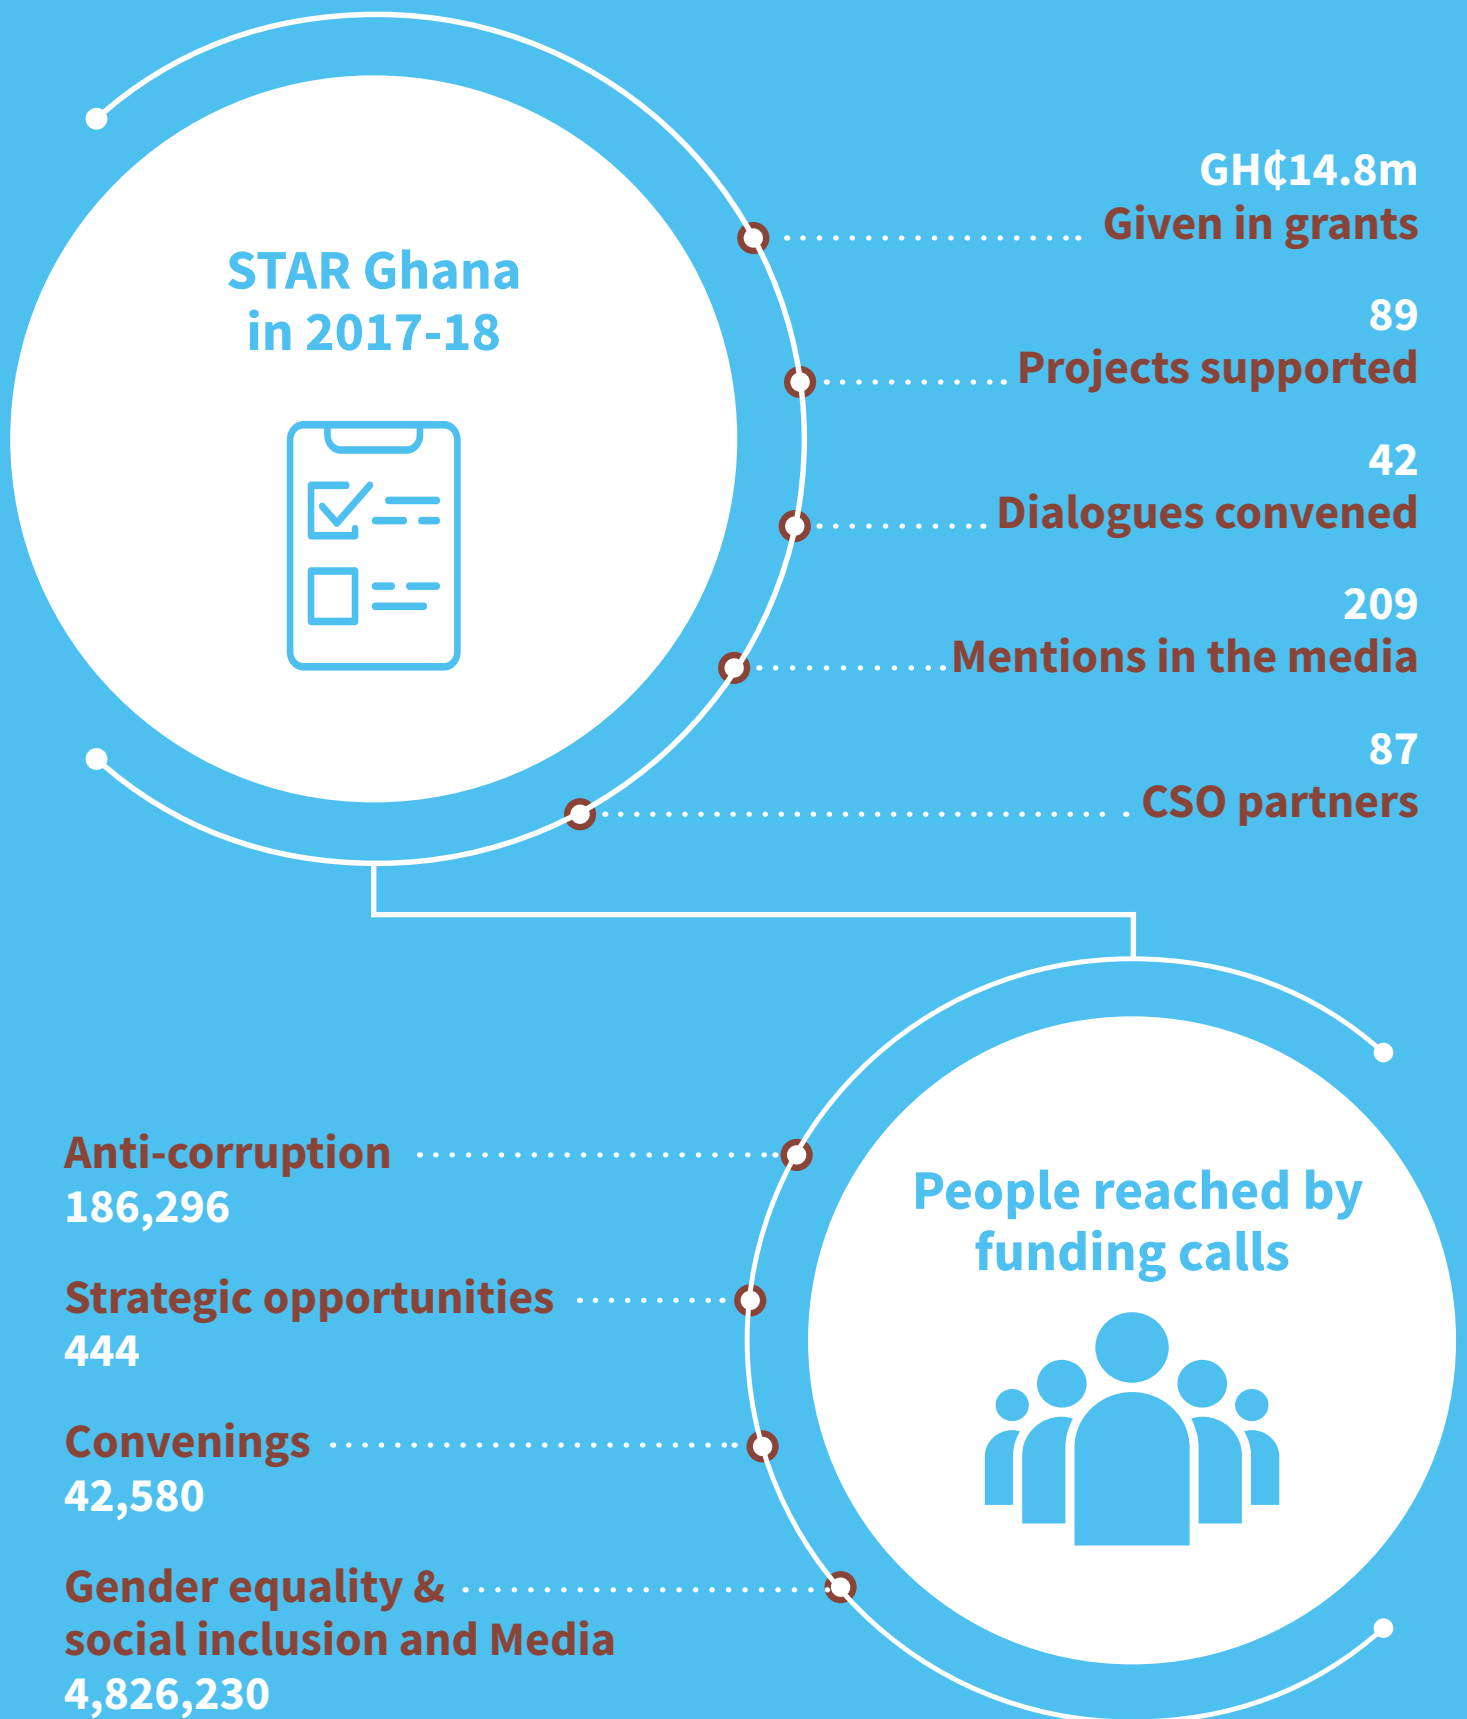 STAR Ghana
in 2017-18
GH₵14.8m
Given in grants
89
Projects supported
42
Dialogues convened
209
Mentions in the media
87
CSO partners
People reached by
funding calls
Anti-corruption
186,296
Strategic opportunities
444
Convenings
42,580
Gender equality &
social inclusion and Media
4,826,230